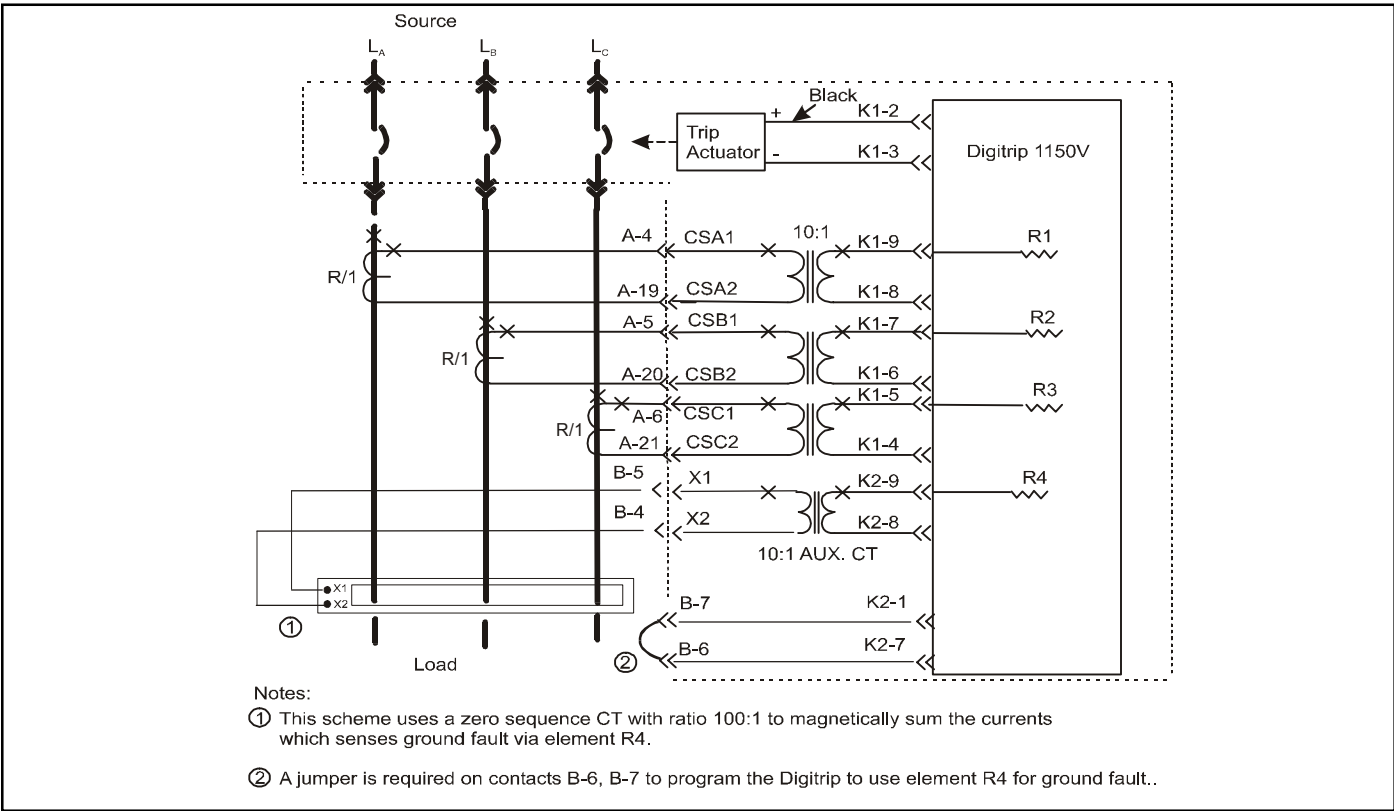 Source
L_A L_B L_C
Black
+ K1-2
Trip
Actuator
- K1-3
Digitrip 1150V
A-4 CSA1 10:1 K1-9 R1
R/1
A-19 CSA2 K1-8
A-5 CSB1 K1-7 R2
R/1
A-20 CSB2 K1-6
K1-5 R3
A-6 CSC1
R/1
A-21 CSC2 K1-4
B-5 X1 K2-9 R4
B-4 X2 K2-8
10:1 AUX. CT
X1
X2
B-7 K2-1
①
B-6 K2-7
②
Load
Notes:
① This scheme uses a zero sequence CT with ratio 100:1 to magnetically sum the currents
which senses ground fault via element R4.
② A jumper is required on contacts B-6, B-7 to program the Digitrip to use element R4 for ground fault..